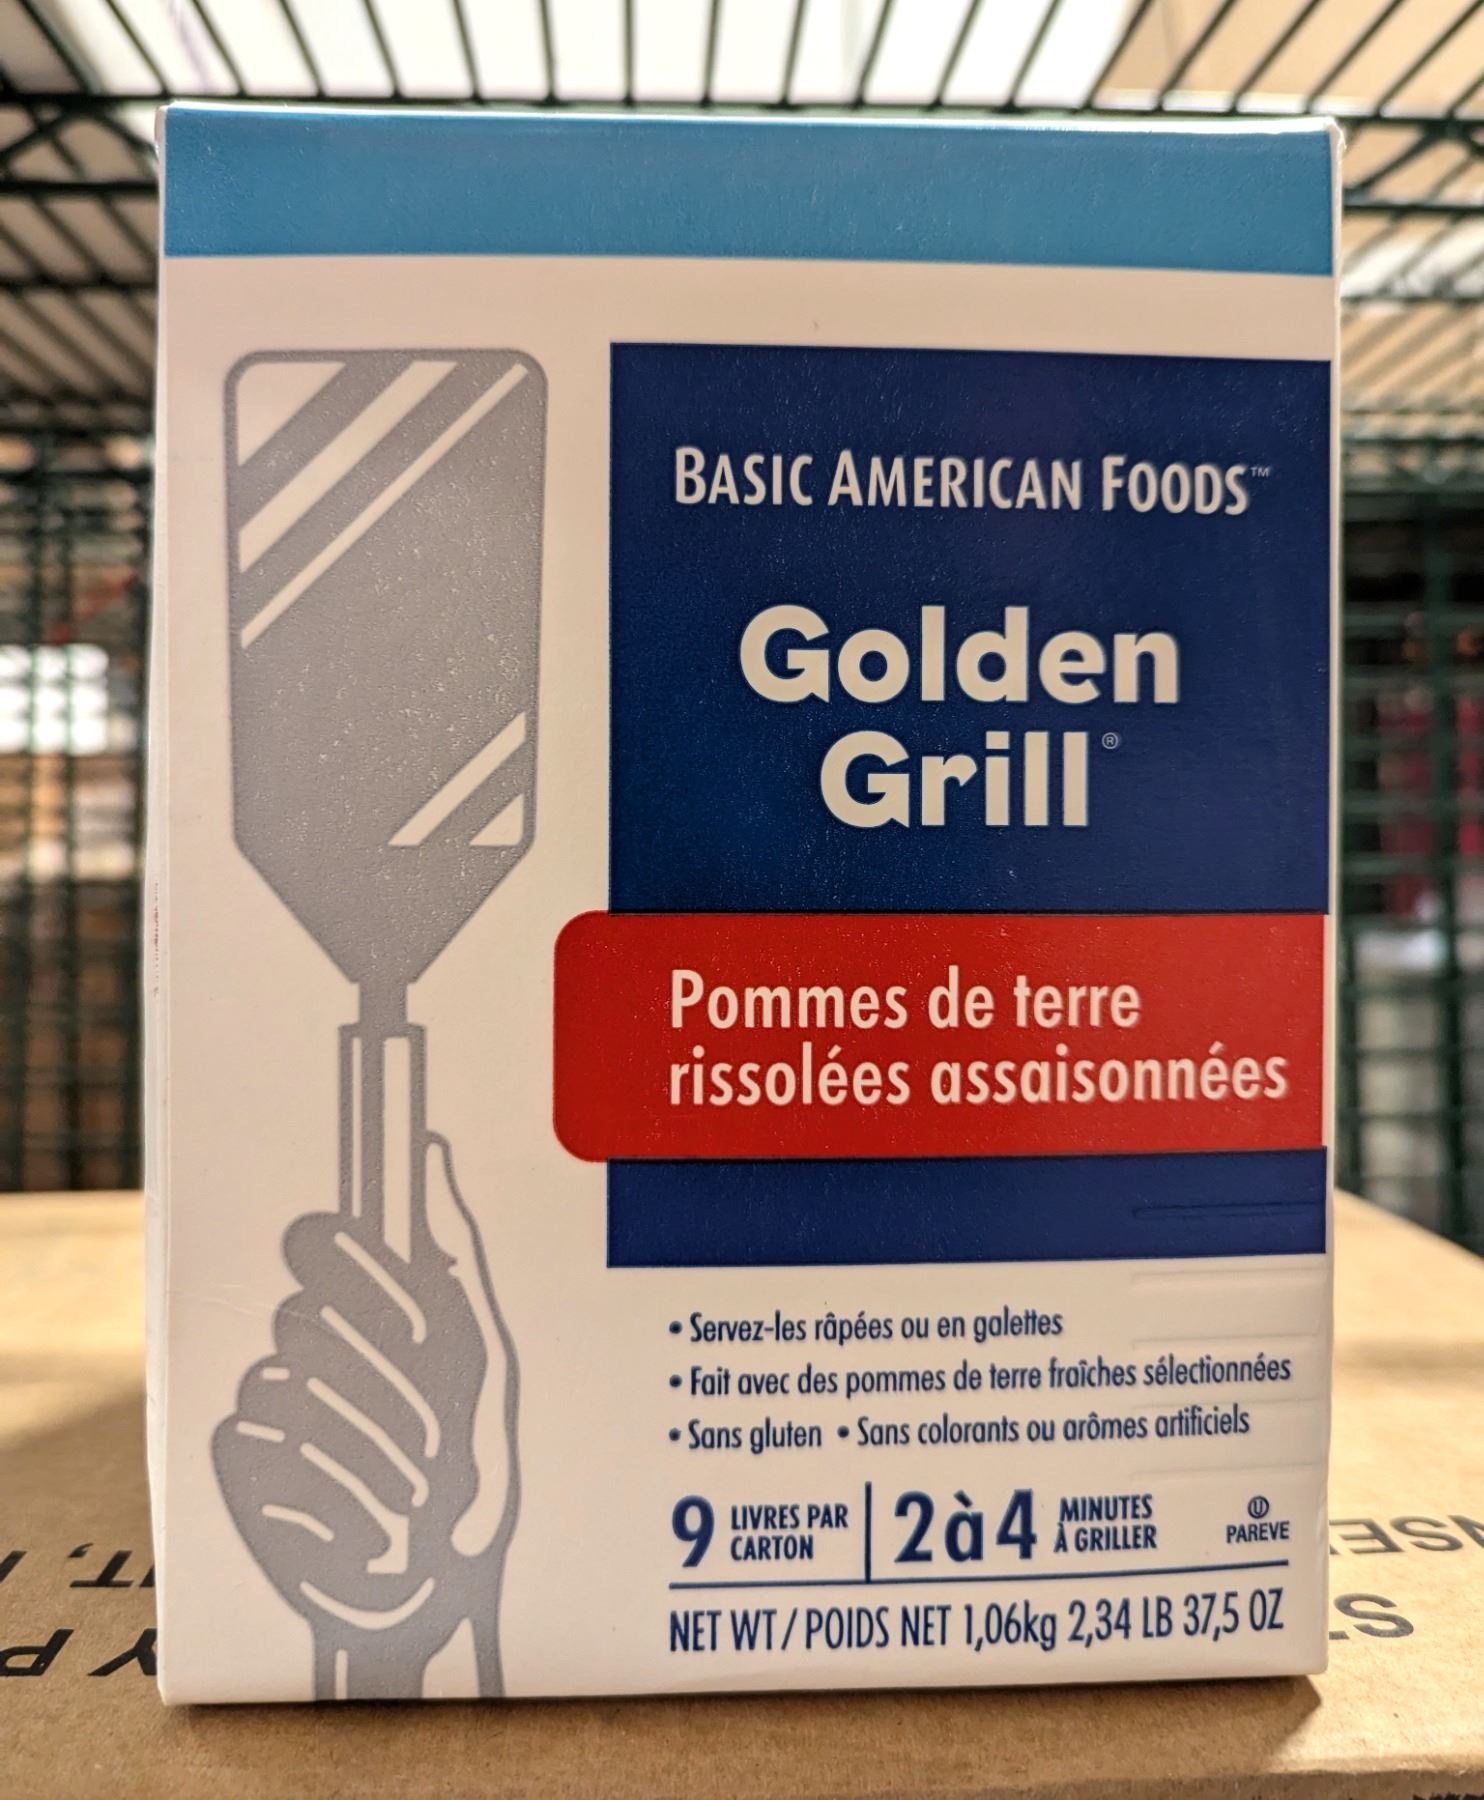 BASIC AMERICAN FOODS™
Golden
Grill®
Pommes de terre
rissolées assaisonnées
• Servez-les râpées ou en galettes
• Fait avec des pommes de terre fraîches sélectionnées
• Sans gluten • Sans colorants ou arômes artificiels
9 LIVRES PAR CARTON | 2 à 4 MINUTES À GRILLER
U
PAREVE
NET WT / POIDS NET 1,06kg 2,34 LB 37,5 OZ